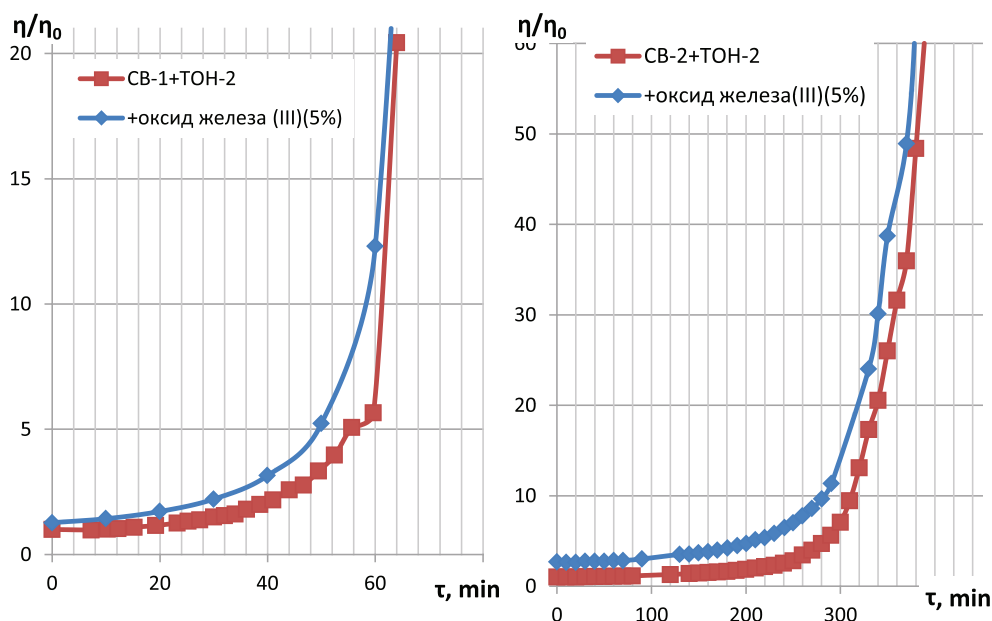 η/η₀
20
15
10
5
0
СВ-1+ТОН-2
+оксид железа (III)(5%)
0 20 40 60
τ, min
η/η₀
60
50
40
30
20
10
0
СВ-2+ТОН-2
+оксид железа(III)(5%)
0 100 200 300
τ, min